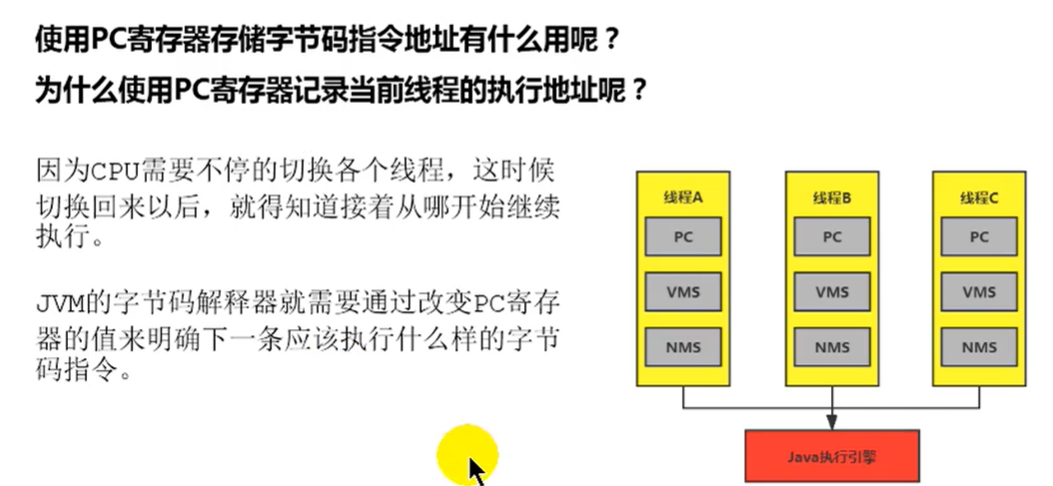 使用PC寄存器存储字节码指令地址有什么用呢？
为什么使用PC寄存器记录当前线程的执行地址呢？
因为CPU需要不停的切换各个线程，这时候
切换回来以后，就得知道接着从哪开始继续
执行。
JVM的字节码解释器就需要通过改变PC寄存
器的值来明确下一条应该执行什么样的字节
码指令。
线程A
PC
VMS
NMS
线程B
PC
VMS
NMS
线程C
PC
VMS
NMS
Java执行引擎